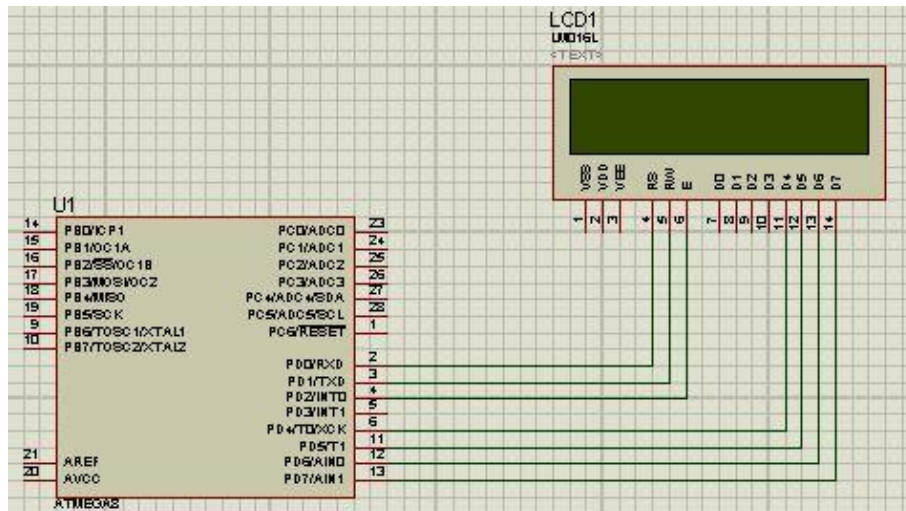 LCD1
LM016L
<TEXT>
VSS VDD VEE RS RW E D0 D1 D2 D3 D4 D5 D6 D7
1 2 3 4 5 6 7 8 9 10 11 12 13 14
U1
14 PB0/ICP1 PC0/ADC0 23
15 PB1/OC1A PC1/ADC1 24
16 PB2/SS/OC1B PC2/ADC2 25
17 PB3/MOSI/OC2 PC3/ADC3 26
18 PB4/MISO PC4/ADC4/SDA 27
19 PB5/SCK PC5/ADC5/SCL 28
9 PB6/TOSC1/XTAL1 PC6/RESET 1
10 PB7/TOSC2/XTAL2
PD0/RXD 2
PD1/TXD 3
PD2/INT0 4
PD3/INT1 5
PD4/T0/XCK 6
PD5/T1 11
21 AREF PD6/AIN0 12
20 AVCC PD7/AIN1 13
ATMEGA8